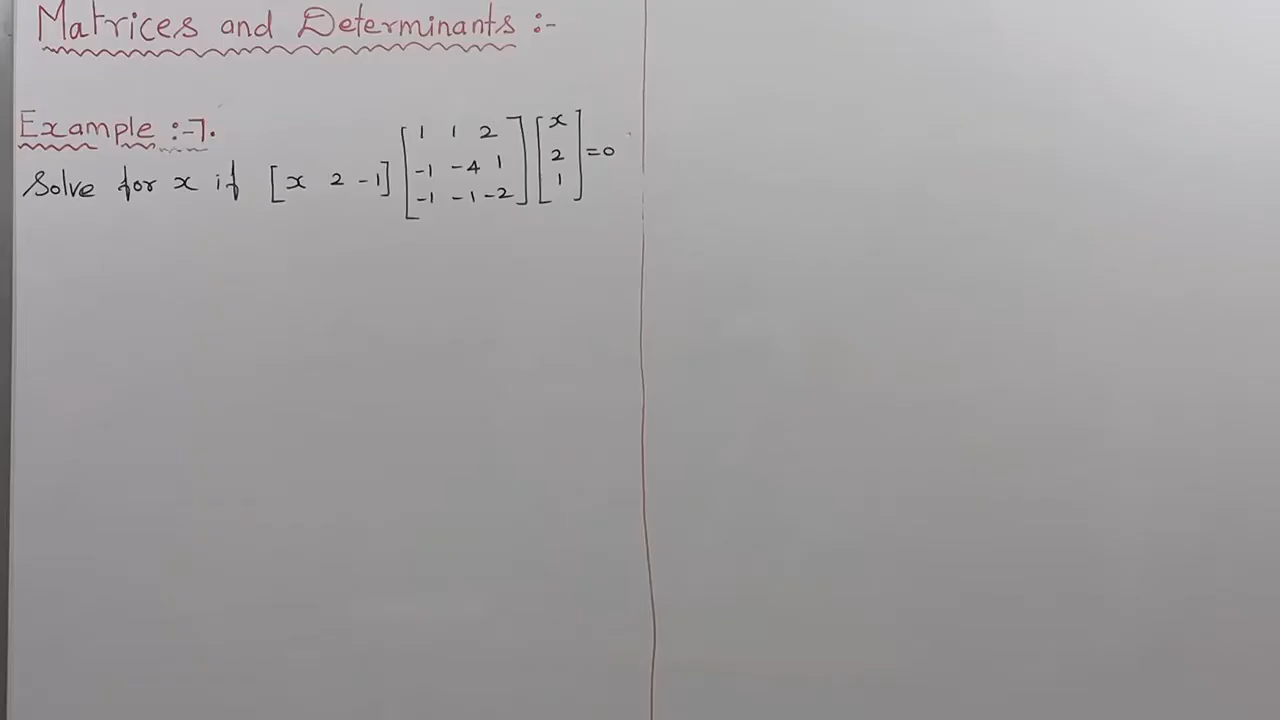 Matrices and Determinants :-
Example :-7.
Solve for x if [x 2 -1] [1 1 2 -1 -4 1 -1 -1 -2] [x 2 1] =0